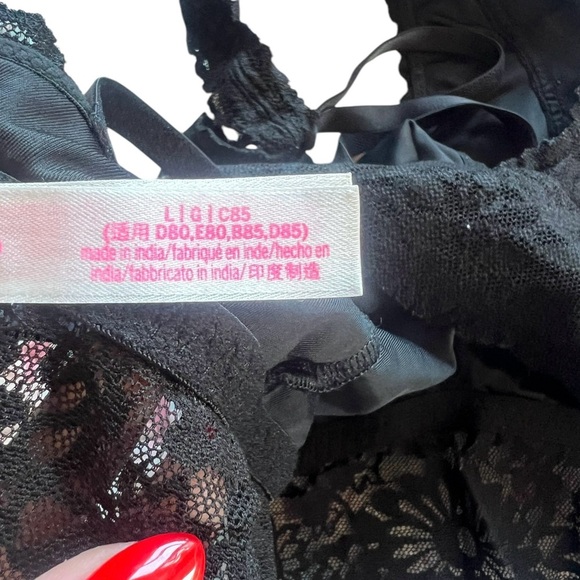 L | G | C85
(适用 D80,E80,B85,D85)
made in india/fabriqué en inde/hecho en
india/fabbricato in india/印度制造